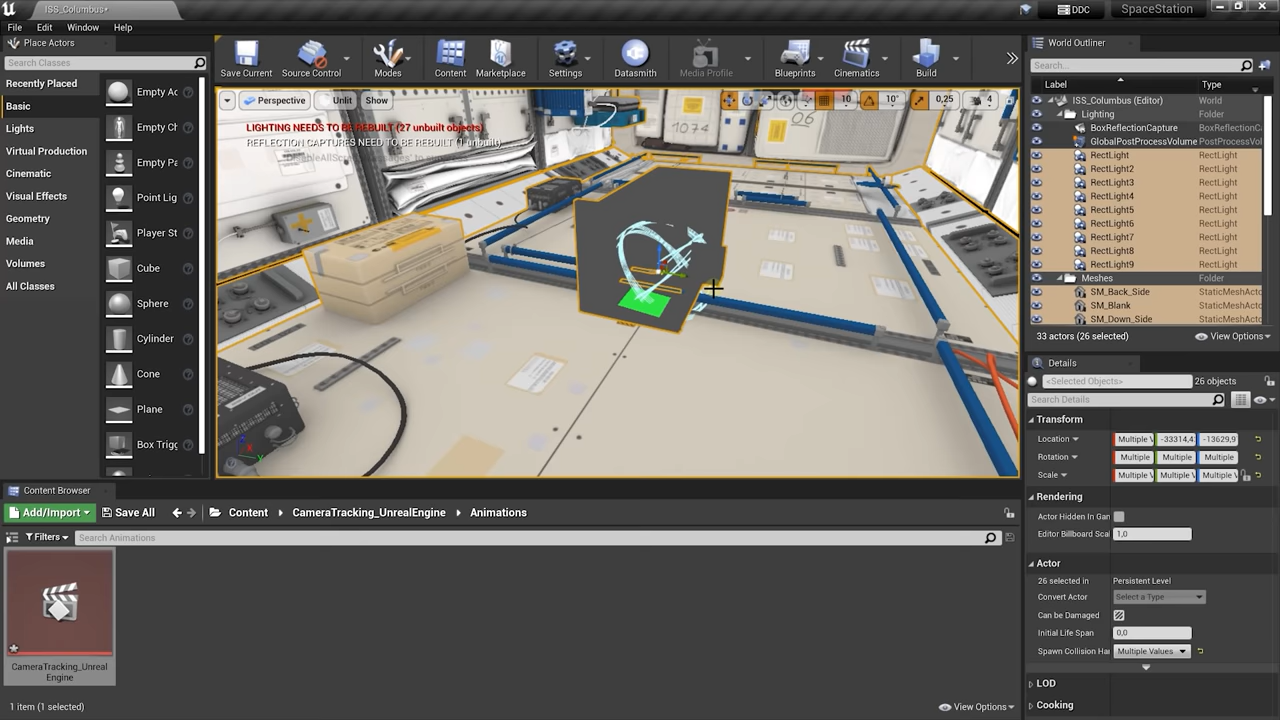 ISS_Columbus*
DDC
SpaceStation
File Edit Window Help
Place Actors
Search Classes
Recently Placed
Basic
Lights
Virtual Production
Cinematic
Visual Effects
Geometry
Media
Volumes
All Classes
Empty Ac
Empty Ch
Empty Pa
Point Lig
Player St
Cube
Sphere
Cylinder
Cone
Plane
Box Trigg
Save Current
Source Control
Modes
Content
Marketplace
Settings
Datasmith
Media Profile
Blueprints
Cinematics
Build
Perspective
Unlit
Show
10
10°
0,25
4
LIGHTING NEEDS TO BE REBUILT (27 unbuilt objects)
REFLECTION CAPTURES NEED TO BE REBUILT (1 unbuilt)
1074
06
World Outliner
Search...
Label Type
ISS_Columbus (Editor) World
Lighting Folder
BoxReflectionCapture BoxReflectionCa
GlobalPostProcessVolume PostProcessVol
RectLight RectLight
RectLight2 RectLight
RectLight3 RectLight
RectLight4 RectLight
RectLight5 RectLight
RectLight6 RectLight
RectLight7 RectLight
RectLight8 RectLight
RectLight9 RectLight
Meshes Folder
SM_Back_Side StaticMeshActo
SM_Blank StaticMeshActo
SM_Down_Side StaticMeshActo
33 actors (26 selected)
View Options
Details
<Selected Objects> 26 objects
Search Details
Transform
Location Multiple V -33314,4 -13629,9
Rotation Multiple Multiple Multiple
Scale Multiple V Multiple V Multiple V
Rendering
Actor Hidden In Gan
Editor Billboard Scal 1,0
Actor
26 selected in Persistent Level
Convert Actor Select a Type
Can be Damaged
Initial Life Span 0,0
Spawn Collision Han Multiple Values
LOD
Cooking
Content Browser
Add/Import Save All Content CameraTracking_UnrealEngine Animations
Filters Search Animations
CameraTracking_Unreal
Engine
1 item (1 selected)
View Options